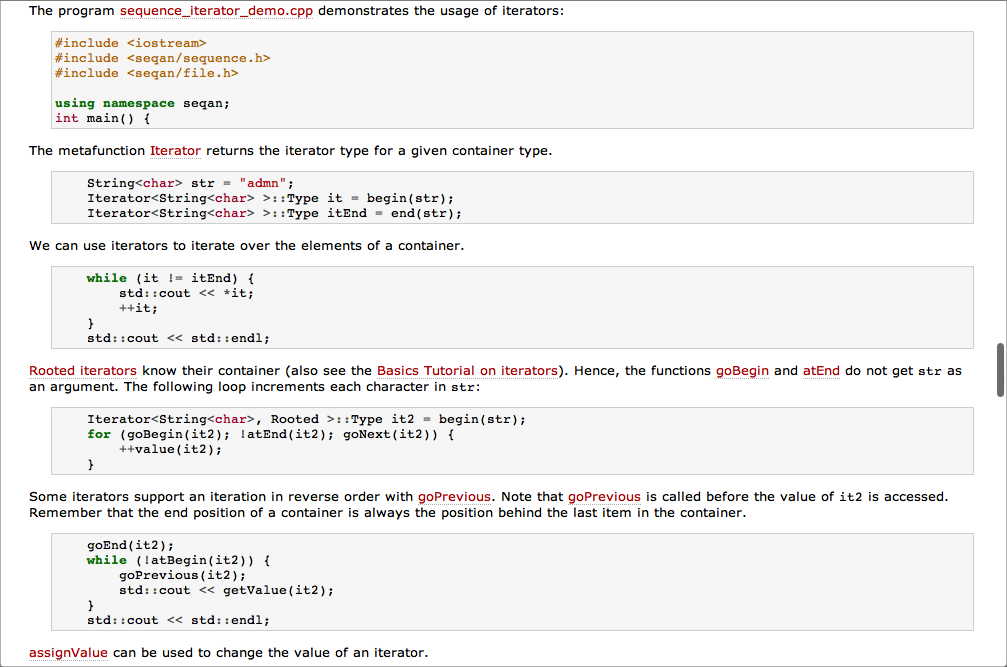 The program sequence_iterator_demo.cpp demonstrates the usage of iterators:
#include <iostream>
#include <seqan/sequence.h>
#include <seqan/file.h>
using namespace seqan;
int main() {
The metafunction Iterator returns the iterator type for a given container type.
String<char> str = "admn";
Iterator<String<char> >::Type it = begin(str);
Iterator<String<char> >::Type itEnd = end(str);
We can use iterators to iterate over the elements of a container.
while (it != itEnd) {
std::cout << *it;
++it;
}
std::cout << std::endl;
Rooted iterators know their container (also see the Basics Tutorial on iterators). Hence, the functions goBegin and atEnd do not get str as
an argument. The following loop increments each character in str:
Iterator<String<char>, Rooted >::Type it2 = begin(str);
for (goBegin(it2); !atEnd(it2); goNext(it2)) {
++value(it2);
}
Some iterators support an iteration in reverse order with goPrevious. Note that goPrevious is called before the value of it2 is accessed.
Remember that the end position of a container is always the position behind the last item in the container.
goEnd(it2);
while (!atBegin(it2)) {
goPrevious(it2);
std::cout << getValue(it2);
}
std::cout << std::endl;
assignValue can be used to change the value of an iterator.